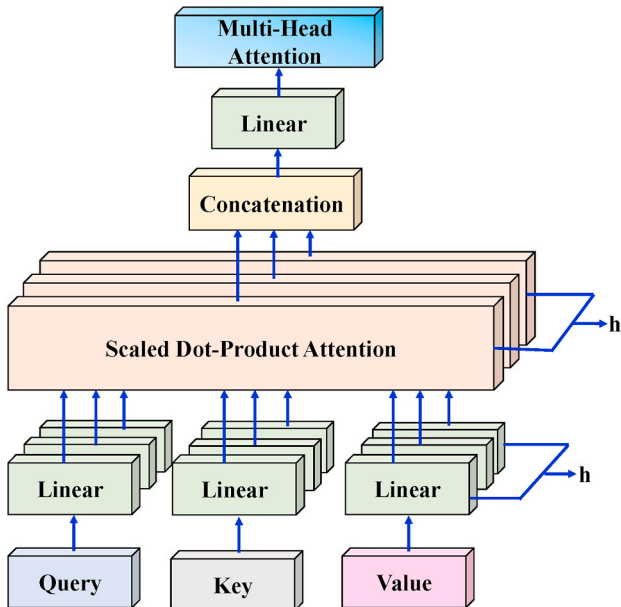 Multi-Head
Attention
Linear
Concatenation
Scaled Dot-Product Attention
h
Linear
Linear
Linear
h
Query
Key
Value